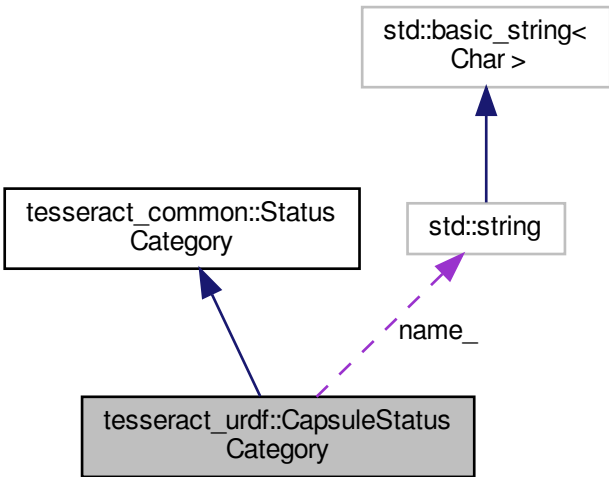 std::basic_string<
Char >
tesseract_common::Status
Category
std::string
name_
tesseract_urdf::CapsuleStatus
Category